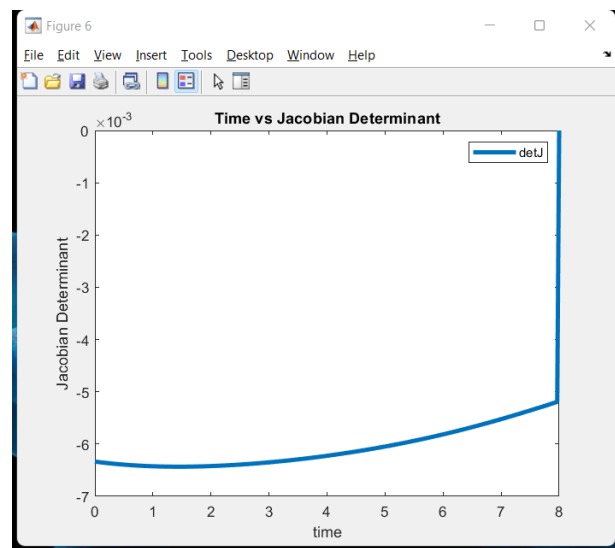 Figure 6
File Edit View Insert Tools Desktop Window Help
Time vs Jacobian Determinant
×10⁻³
detJ
0
-1
-2
-3
-4
-5
-6
-7
Jacobian Determinant
0 1 2 3 4 5 6 7 8
time